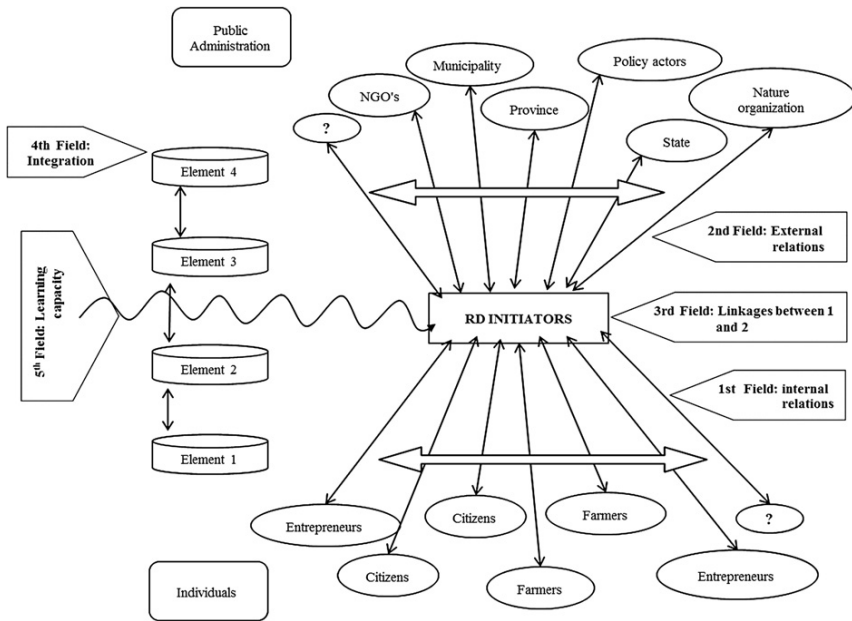 Public
Administration
Municipality
Policy actors
NGO's
Province
Nature
organization
?
State
4th Field:
Integration
Element 4
2nd Field: External
relations
Element 3
5th Field: Learning
capacity
RD INITIATORS
3rd Field: Linkages between 1
and 2
Element 2
1st Field: internal
relations
Element 1
Entrepreneurs
Citizens
Farmers
?
Citizens
Farmers
Entrepreneurs
Individuals